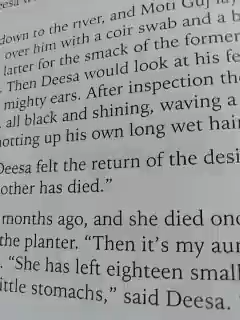 down to the river, and Moti Guj
over him with a coir swab and a b
latter for the smack of the former
. Then Deesa would look at his fe
mighty ears. After inspection th
, all black and shining, waving a
notting up his own long wet hair
Deesa felt the return of the desi
other has died."
months ago, and she died onc
the planter. "Then it's my aun
. "She has left eighteen small
ittle stomachs," said Deesa.